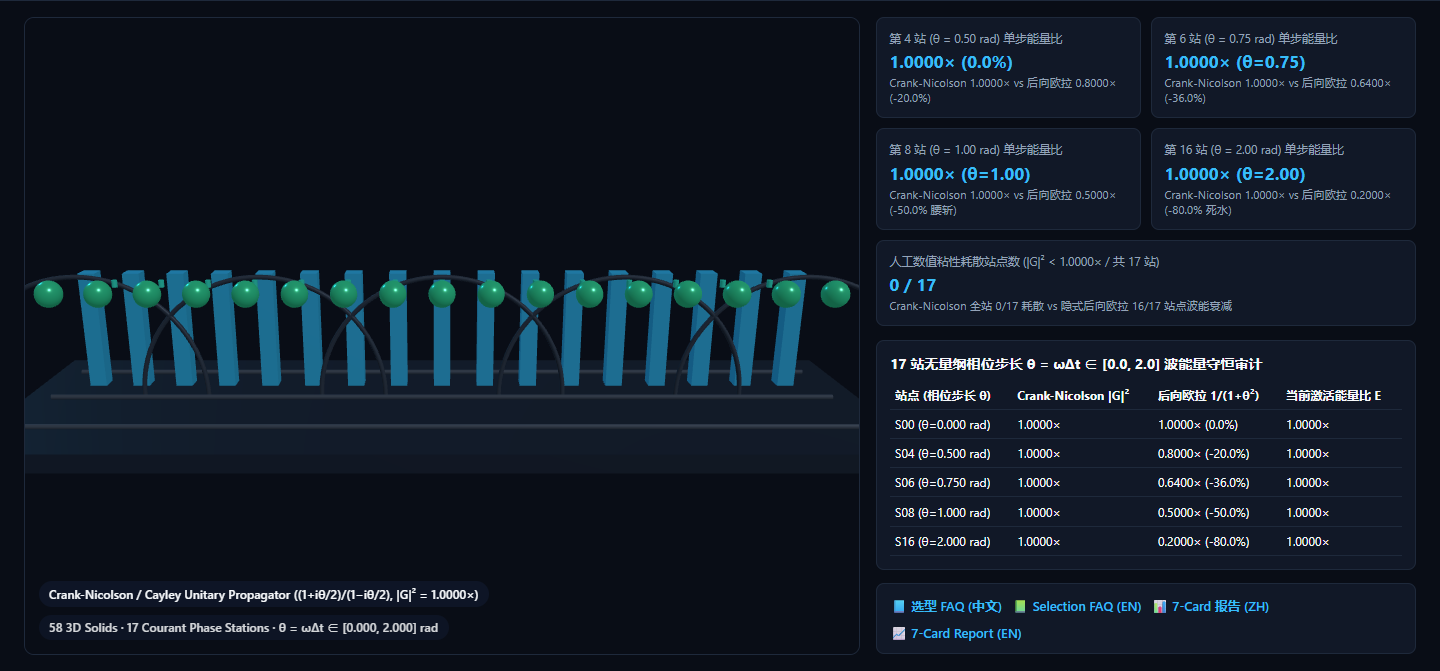 第 4 站 (θ = 0.50 rad) 单步能量比
1.0000× (0.0%)
Crank-Nicolson 1.0000× vs 后向欧拉 0.8000×
(-20.0%)
第 6 站 (θ = 0.75 rad) 单步能量比
1.0000× (θ=0.75)
Crank-Nicolson 1.0000× vs 后向欧拉 0.6400×
(-36.0%)
第 8 站 (θ = 1.00 rad) 单步能量比
1.0000× (θ=1.00)
Crank-Nicolson 1.0000× vs 后向欧拉 0.5000×
(-50.0% 腰斩)
第 16 站 (θ = 2.00 rad) 单步能量比
1.0000× (θ=2.00)
Crank-Nicolson 1.0000× vs 后向欧拉 0.2000×
(-80.0% 死水)
人工数值粘性耗散站点数 (|G|² < 1.0000× / 共 17 站)
0 / 17
Crank-Nicolson 全站 0/17 耗散 vs 隐式后向欧拉 16/17 站点波能衰减
17 站无量纲相位步长 θ = ωΔt ∈ [0.0, 2.0] 波能量守恒审计
站点 (相位步长 θ) Crank-Nicolson |G|² 后向欧拉 1/(1+θ²) 当前激活能量比 E
S00 (θ=0.000 rad) 1.0000× 1.0000× (0.0%) 1.0000×
S04 (θ=0.500 rad) 1.0000× 0.8000× (-20.0%) 1.0000×
S06 (θ=0.750 rad) 1.0000× 0.6400× (-36.0%) 1.0000×
S08 (θ=1.000 rad) 1.0000× 0.5000× (-50.0%) 1.0000×
S16 (θ=2.000 rad) 1.0000× 0.2000× (-80.0%) 1.0000×
选型 FAQ (中文) Selection FAQ (EN) 7-Card 报告 (ZH)
7-Card Report (EN)
Crank-Nicolson / Cayley Unitary Propagator ((1+iθ/2)/(1−iθ/2), |G|² = 1.0000×)
58 3D Solids · 17 Courant Phase Stations · θ = ωΔt ∈ [0.000, 2.000] rad